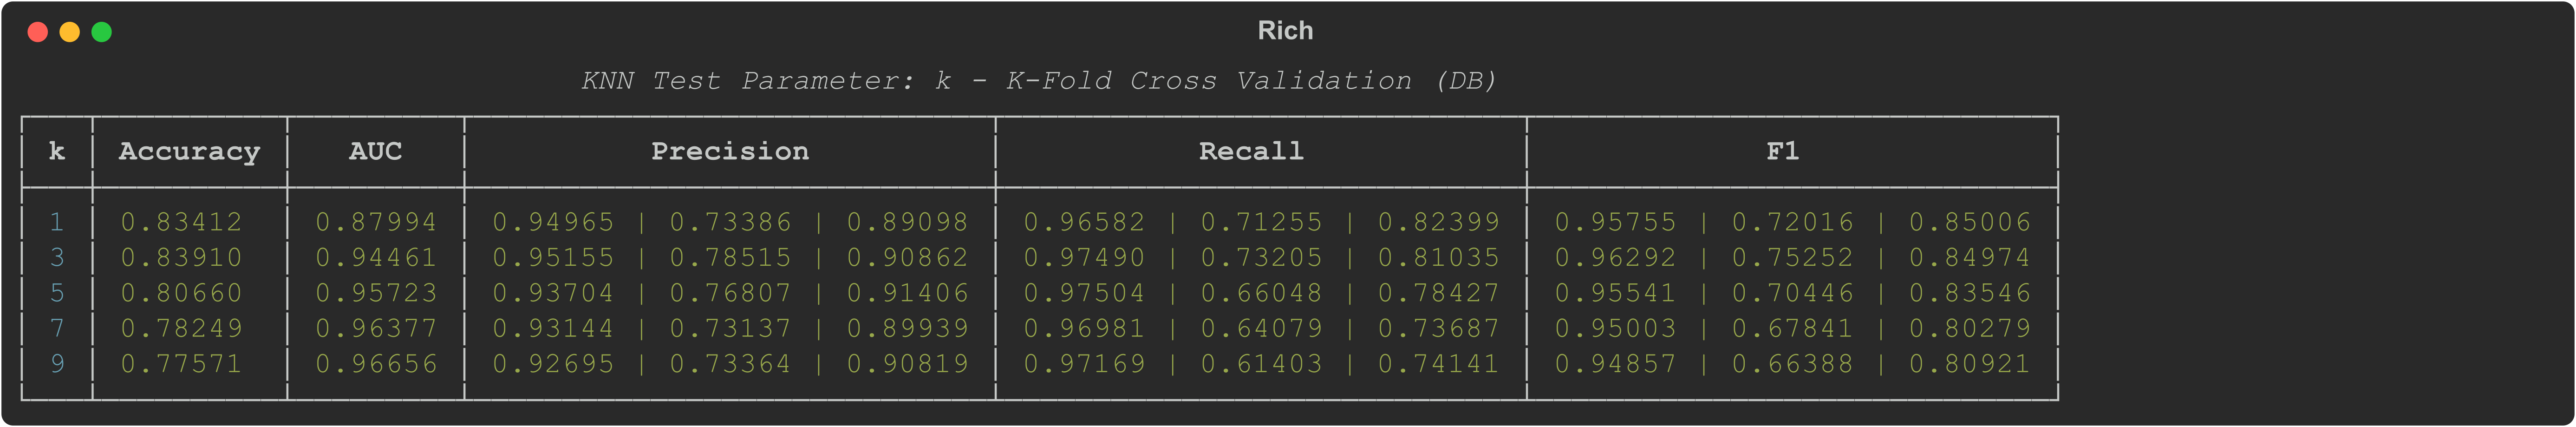 Rich
KNN Test Parameter: k - K-Fold Cross Validation (DB)
k Accuracy AUC Precision Recall F1
1 0.83412 0.87994 0.94965 | 0.73386 | 0.89098 0.96582 | 0.71255 | 0.82399 0.95755 | 0.72016 | 0.85006
3 0.83910 0.94461 0.95155 | 0.78515 | 0.90862 0.97490 | 0.73205 | 0.81035 0.96292 | 0.75252 | 0.84974
5 0.80660 0.95723 0.93704 | 0.76807 | 0.91406 0.97504 | 0.66048 | 0.78427 0.95541 | 0.70446 | 0.83546
7 0.78249 0.96377 0.93144 | 0.73137 | 0.89939 0.96981 | 0.64079 | 0.73687 0.95003 | 0.67841 | 0.80279
9 0.77571 0.96656 0.92695 | 0.73364 | 0.90819 0.97169 | 0.61403 | 0.74141 0.94857 | 0.66388 | 0.80921